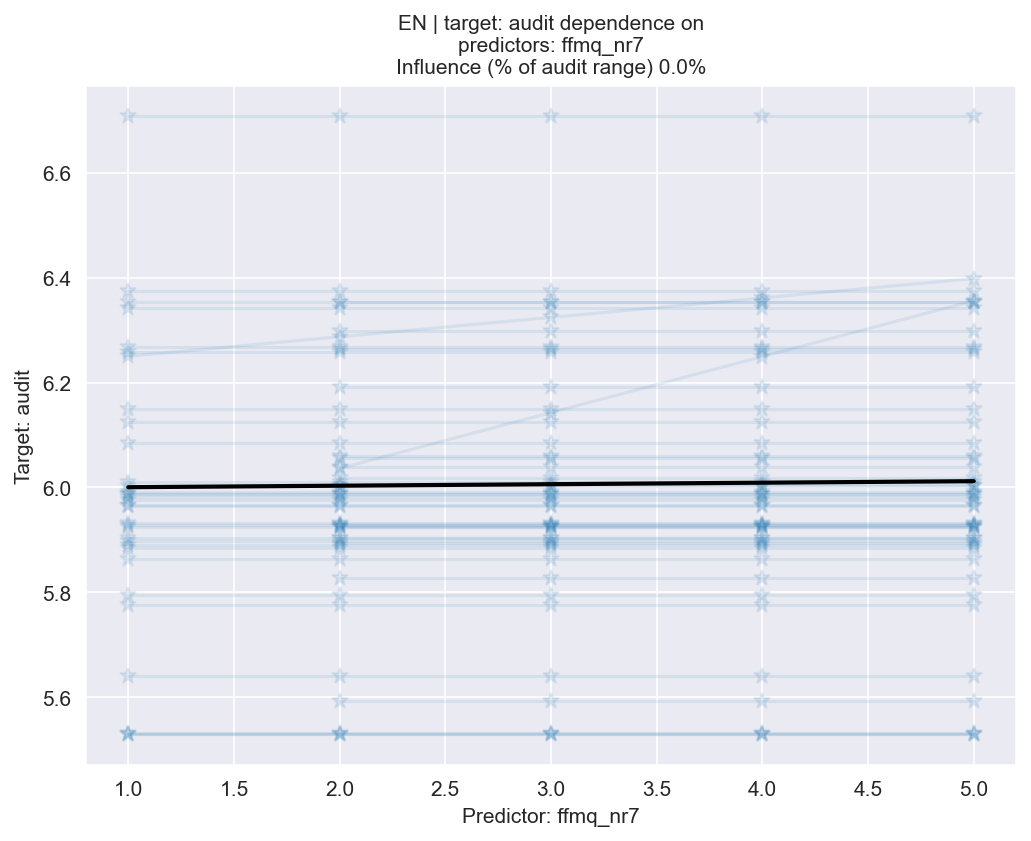 EN | target: audit dependence on
predictors: ffmq_nr7
Influence (% of audit range) 0.0%
Target: audit
6.6
6.4
6.2
6.0
5.8
5.6
1.0 1.5 2.0 2.5 3.0 3.5 4.0 4.5 5.0
Predictor: ffmq_nr7